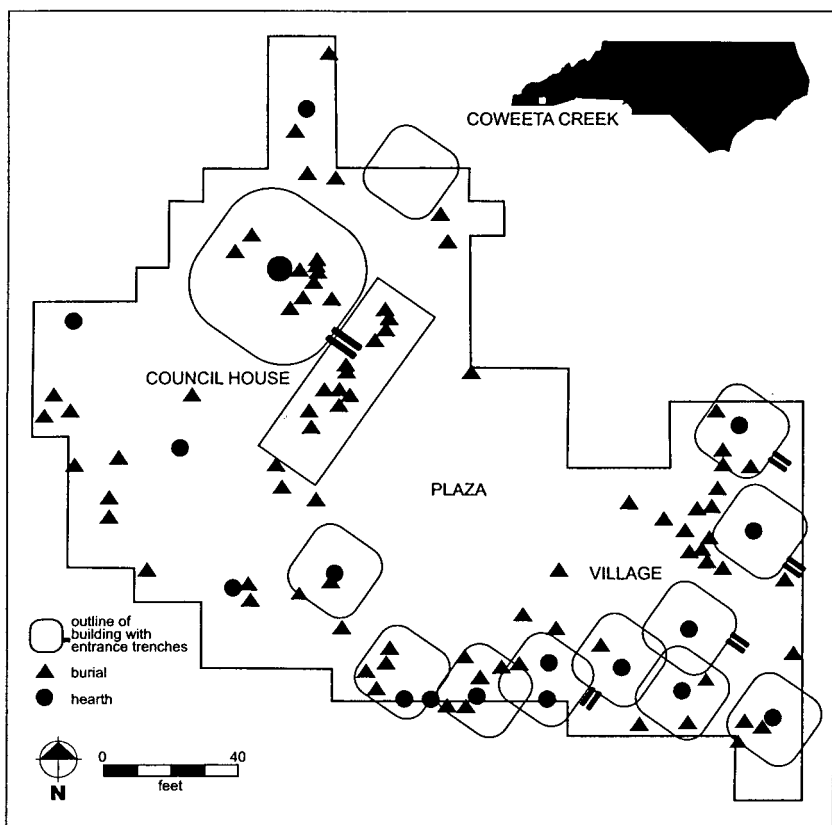 COWEETA CREEK
COUNCIL HOUSE
PLAZA
VILLAGE
outline of
building with
entrance trenches
burial
hearth
0 40
feet
N